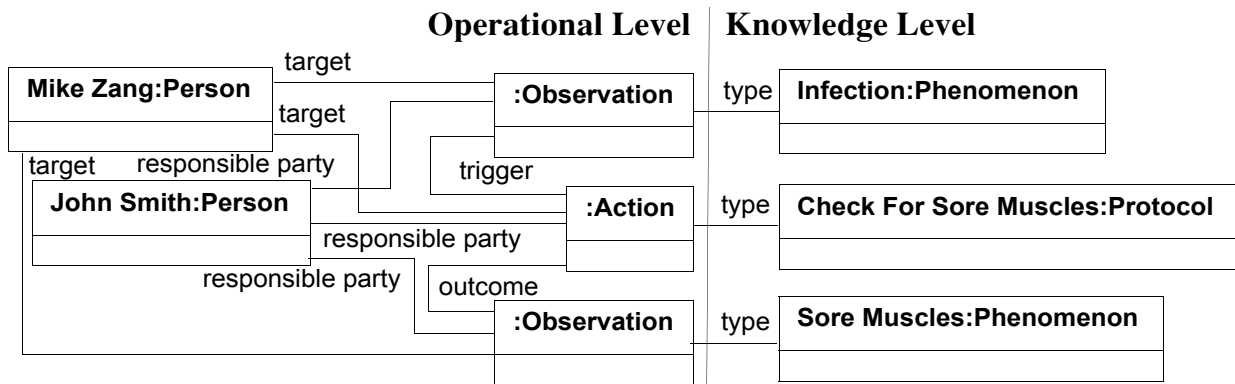 Operational Level
Knowledge Level
target
Mike Zang:Person
:Observation
type
Infection:Phenomenon
target
target
responsible party
trigger
John Smith:Person
:Action
type
Check For Sore Muscles:Protocol
responsible party
responsible party
outcome
:Observation
type
Sore Muscles:Phenomenon